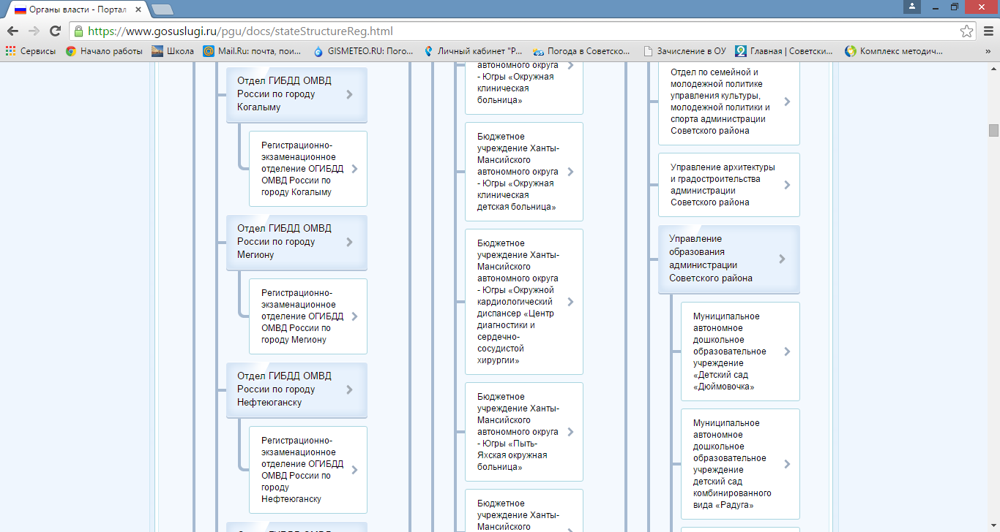 Органы власти - Портал
https://www.gosuslugi.ru/pgu/docs/stateStructureReg.html
Сервисы
Начало работы
Школа
Mail.Ru: почта, пои...
GISMETEO.RU: Пого...
Личный кабинет "Р...
Погода в Советско...
Зачисление в ОУ
Главная | Советски...
Комплекс методич...
»
Отдел ГИБДД ОМВД
России по городу
Когалыму
Регистрационно-
экзаменационное
отделение ОГИБДД
ОМВД России по
городу Когалыму
Отдел ГИБДД ОМВД
России по городу
Мегиону
Регистрационно-
экзаменационное
отделение ОГИБДД
ОМВД России по
городу Мегиону
Отдел ГИБДД ОМВД
России по городу
Нефтеюганску
Регистрационно-
экзаменационное
отделение ОГИБДД
ОМВД России по
городу
Нефтеюганску
автономного округа
- Югры «Окружная
клиническая
больница»
Бюджетное
учреждение Ханты-
Мансийского
автономного округа
- Югры «Окружная
клиническая
детская больница»
Бюджетное
учреждение Ханты-
Мансийского
автономного округа
- Югры «Окружной
кардиологический
диспансер «Центр
диагностики и
сердечно-
сосудистой
хирургии»
Бюджетное
учреждение Ханты-
Мансийского
автономного округа
- Югры «Пыть-
Яхская окружная
больница»
Бюджетное
учреждение Ханты-
Мансийского
Отдел по семейной и
молодежной политике
управления культуры,
молодежной политики и
спорта администрации
Советского района
Управление архитектуры
и градостроительства
администрации
Советского района
Управление
образования
администрации
Советского района
Муниципальное
автономное
дошкольное
образовательное
учреждение
«Детский сад
«Дюймовочка»
Муниципальное
автономное
дошкольное
образовательное
учреждение
детский сад
комбинированного
вида «Радуга»